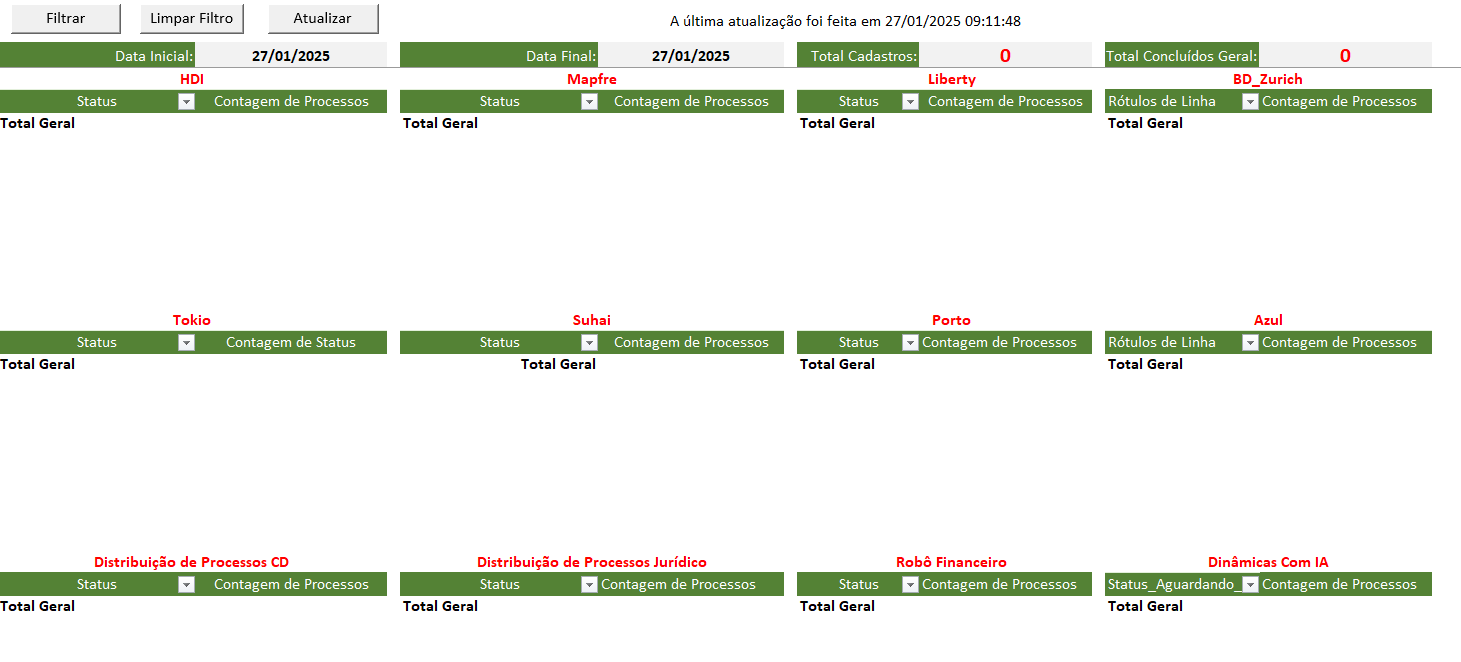 Filtrar Limpar Filtro Atualizar A última atualização foi feita em 27/01/2025 09:11:48
Data Inicial: 27/01/2025 Data Final: 27/01/2025 Total Cadastros: 0 Total Concluídos Geral: 0
HDI Mapfre Liberty BD_Zurich
Status Contagem de Processos Status Contagem de Processos Status Contagem de Processos Rótulos de Linha Contagem de Processos
Total Geral Total Geral Total Geral Total Geral
Tokio Suhai Porto Azul
Status Contagem de Status Status Contagem de Processos Status Contagem de Processos Rótulos de Linha Contagem de Processos
Total Geral Total Geral Total Geral Total Geral
Distribuição de Processos CD Distribuição de Processos Jurídico Robô Financeiro Dinâmicas Com IA
Status Contagem de Processos Status Contagem de Processos Status Contagem de Processos Status_Aguardando_ Contagem de Processos
Total Geral Total Geral Total Geral Total Geral